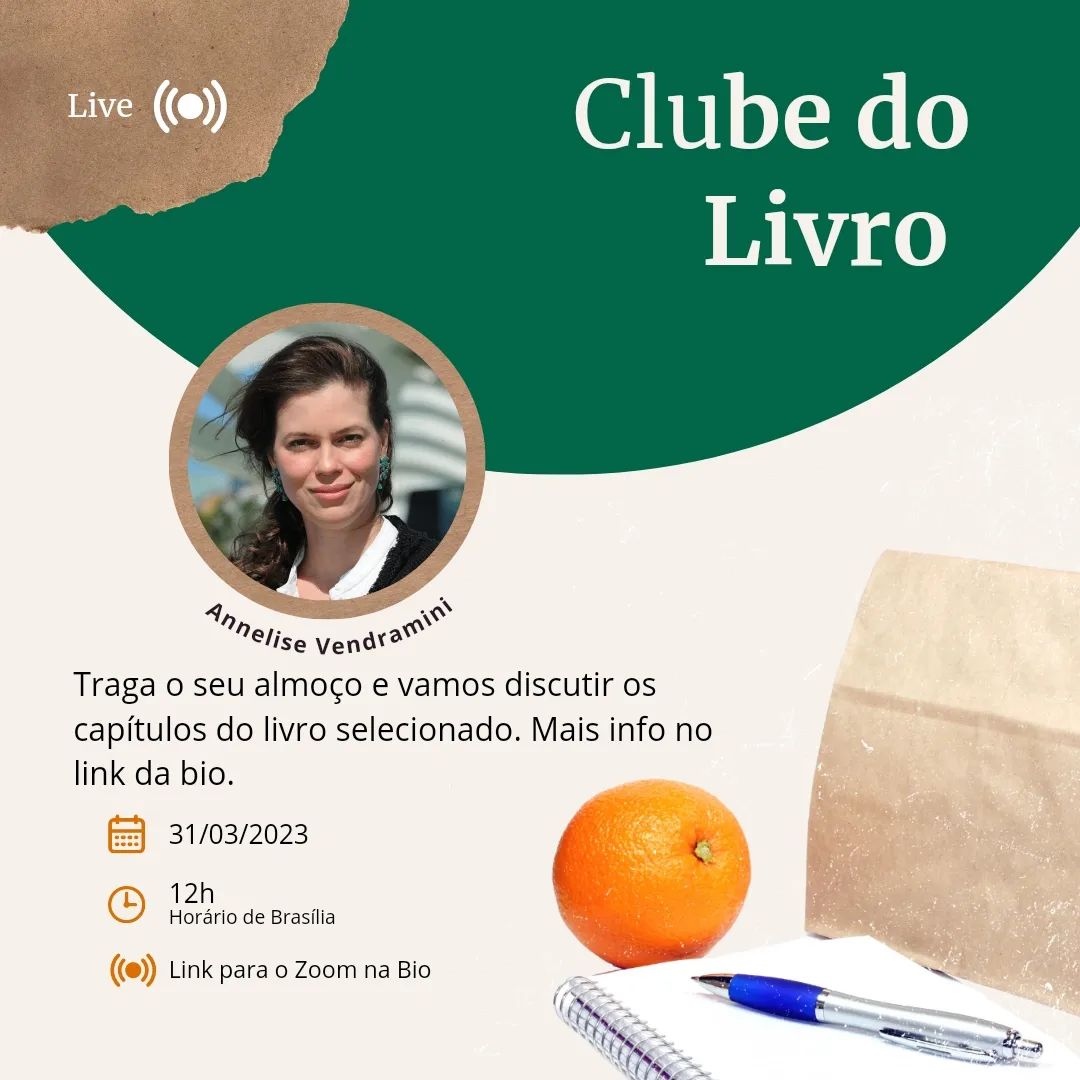 Live
Clube do
Livro
Annelise Vendramini
Traga o seu almoço e vamos discutir os
capítulos do livro selecionado. Mais info no
link da bio.
31/03/2023
12h
Horário de Brasília
Link para o Zoom na Bio